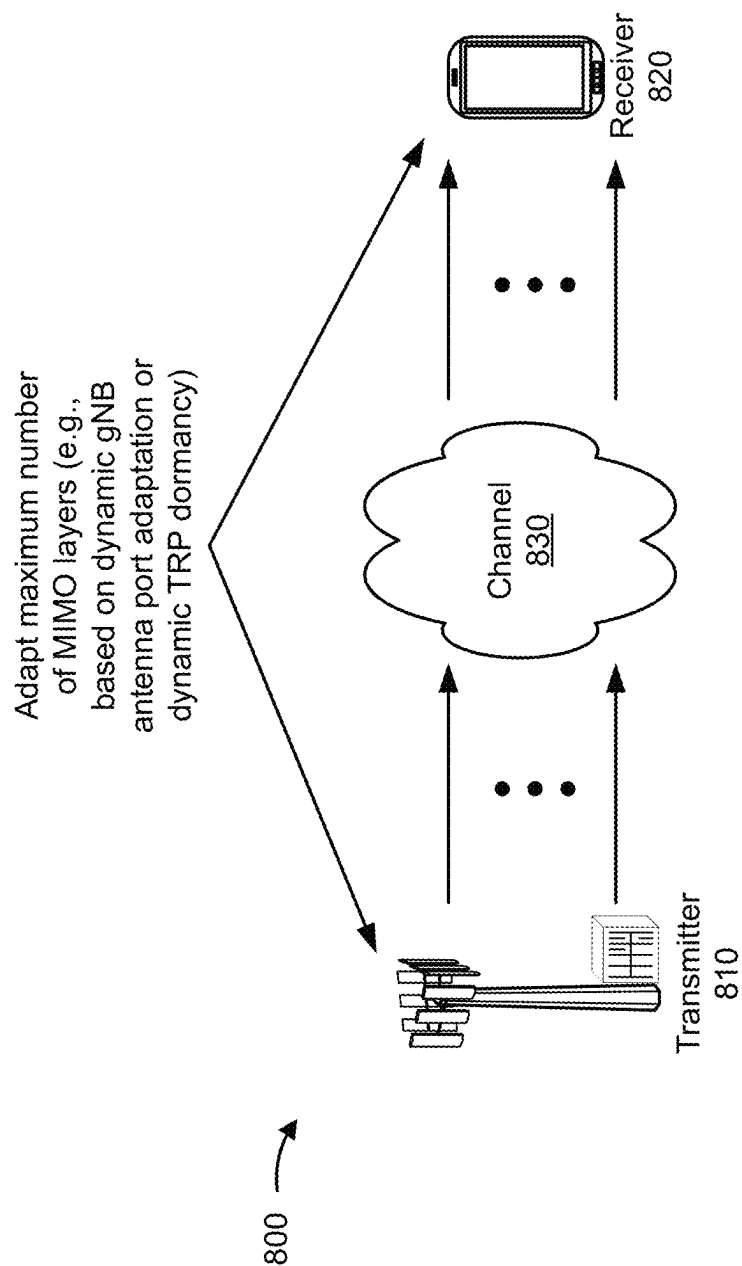 800
Adapt maximum number
of MIMO layers (e.g.,
based on dynamic gNB
antenna port adaptation or
dynamic TRP dormancy)
Transmitter
810
Channel
830
Receiver
820